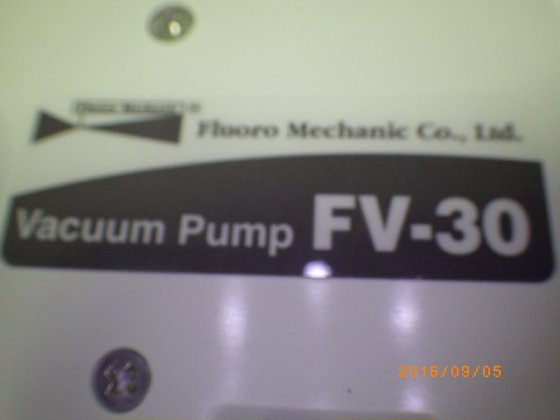 Fluoro Mechanic Co., Ltd.
Vacuum Pump FV-30
2016/09/05